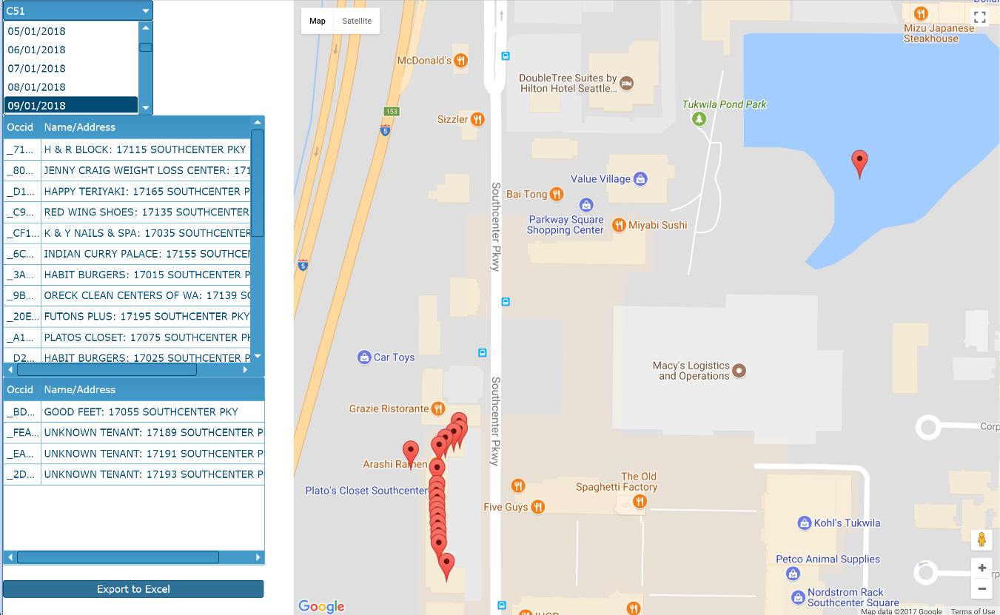 C51
05/01/2018
06/01/2018
07/01/2018
08/01/2018
09/01/2018
Occid Name/Address
_71... H & R BLOCK: 17115 SOUTHCENTER PKY
_80... JENNY CRAIG WEIGHT LOSS CENTER: 171
_D1... HAPPY TERIYAKI: 17165 SOUTHCENTER P
_C9... RED WING SHOES: 17135 SOUTHCENTER
_CF1... K & Y NAILS & SPA: 17035 SOUTHCENTER
_6C... INDIAN CURRY PALACE: 17155 SOUTHCEN
_3A... HABIT BURGERS: 17015 SOUTHCENTER P
_9B... ORECK CLEAN CENTERS OF WA: 17139 SO
_20E... FUTONS PLUS: 17195 SOUTHCENTER PKY
_A1... PLATOS CLOSET: 17075 SOUTHCENTER PK
_D2... HABIT BURGERS: 17025 SOUTHCENTER P
Occid Name/Address
_BD... GOOD FEET: 17055 SOUTHCENTER PKY
_FEA... UNKNOWN TENANT: 17189 SOUTHCENTER P
_EA... UNKNOWN TENANT: 17191 SOUTHCENTER P
_2D... UNKNOWN TENANT: 17193 SOUTHCENTER P
Export to Excel
Map Satellite
Mizu Japanese
Steakhouse
McDonald's
DoubleTree Suites by
Hilton Hotel Seattle...
Tukwila Pond Park
153
5
Sizzler
Value Village
Bai Tong
Southcenter Pkwy
Parkway Square
Shopping Center
Miyabi Sushi
5
Car Toys
Macy's Logistics
and Operations
Southcenter Pkwy
Grazie Ristorante
Corp
Arashi Ramen
Plato's Closet Southcenter
The Old
Spaghetti Factory
Five Guys
Kohl's Tukwila
Petco Animal Supplies
Nordstrom Rack
Southcenter Square
IHOP
Google
Map data ©2017 Google Terms of Use